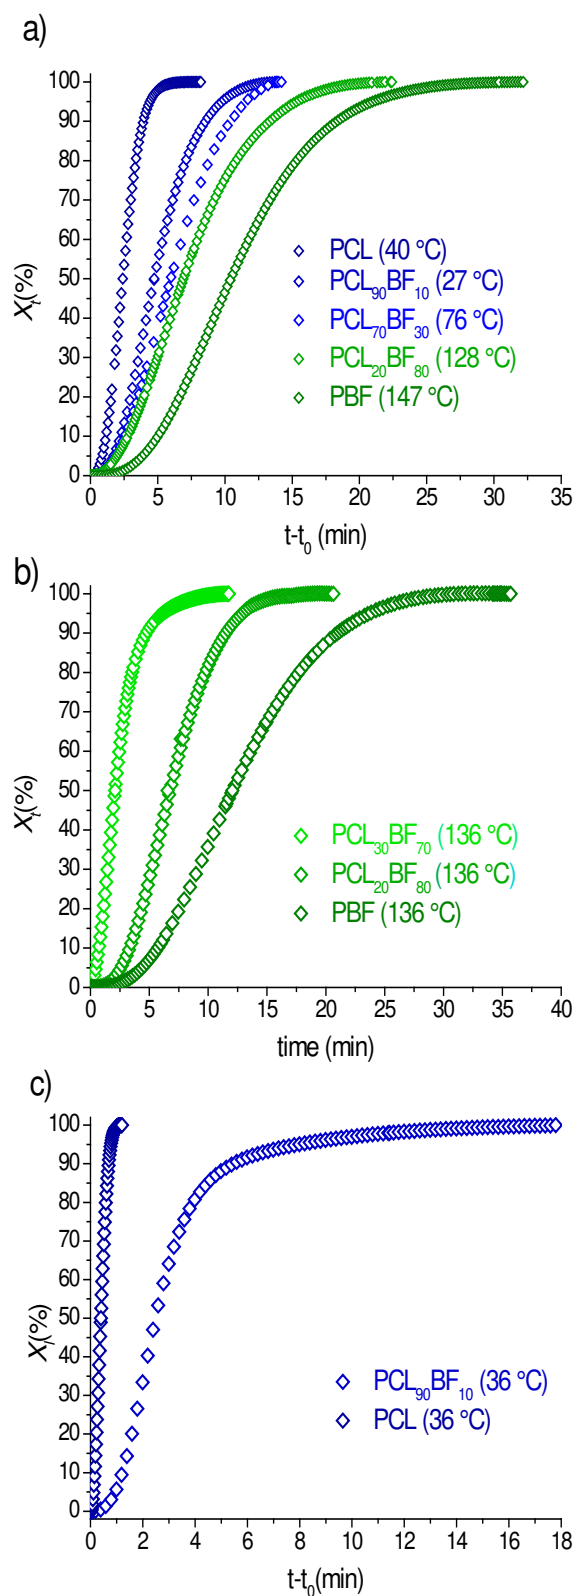 a)
100
90
80
70
60
50
40
30
20
10
0
X_t(%)
PCL (40 °C)
PCL₉₀BF₁₀ (27 °C)
PCL₇₀BF₃₀ (76 °C)
PCL₂₀BF₈₀ (128 °C)
PBF (147 °C)
0 5 10 15 20 25 30 35
t-t₀ (min)
b)
100
90
80
70
60
50
40
30
20
10
0
X_t(%)
PCL₃₀BF₇₀ (136 °C)
PCL₂₀BF₈₀ (136 °C)
PBF (136 °C)
0 5 10 15 20 25 30 35 40
time (min)
c)
100
90
80
70
60
50
40
30
20
10
0
X_t(%)
PCL₉₀BF₁₀ (36 °C)
PCL (36 °C)
0 2 4 6 8 10 12 14 16 18
t-t₀(min)